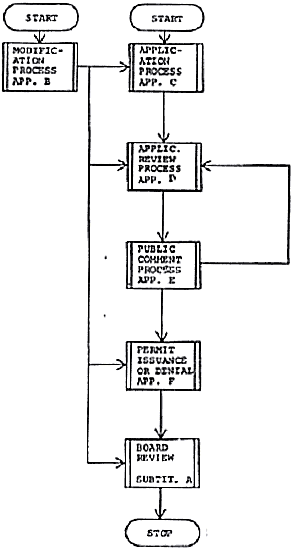 START
START
MODIFIC-
ATION
PROCESS
APP. B
APPLIC-
ATION
PROCESS
APP. C
APPLIC.
REVIEW
PROCESS
APP. D
PUBLIC
COMMENT
PROCESS
APP. E
PERMIT
ISSUANCE
OR DENIAL
APP. F
BOARD
REVIEW
SUBTIT. A
STOP